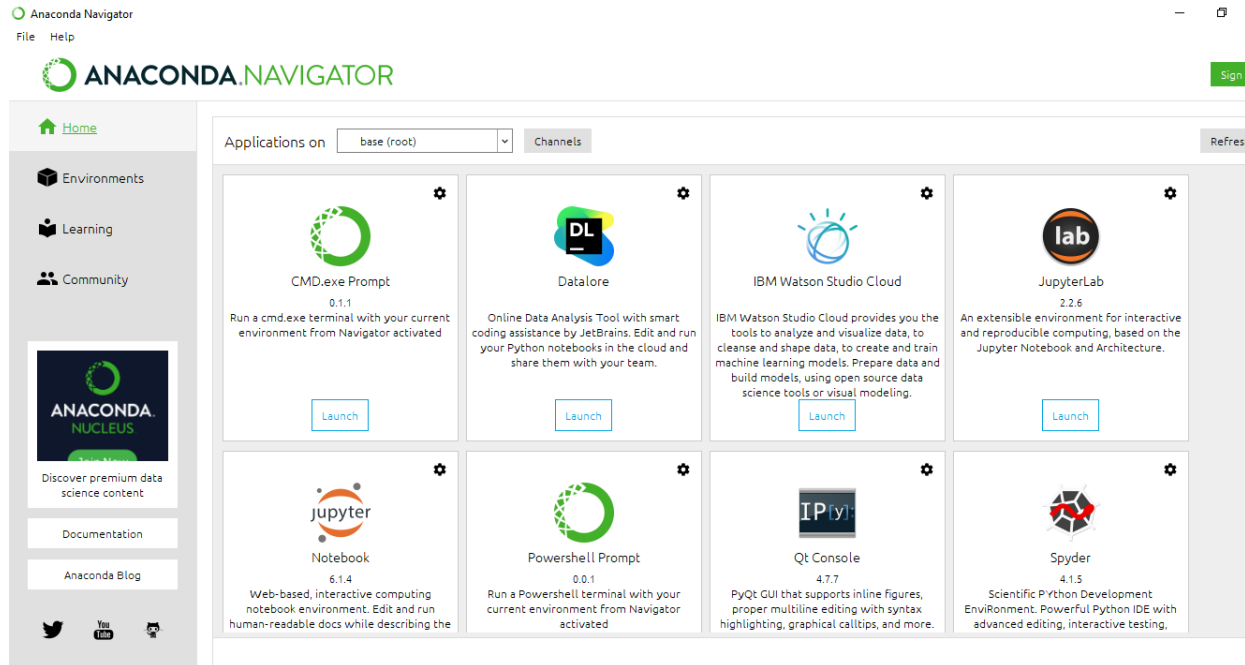 Anaconda Navigator
File Help
ANACONDA.NAVIGATOR
Sign
Home
Environments
Learning
Community
ANACONDA.
NUCLEUS
Join Now
Discover premium data
science content
Documentation
Anaconda Blog
You
Tube
Applications on base (root) Channels
Refres
CMD.exe Prompt
0.1.1
Run a cmd.exe terminal with your current
environment from Navigator activated
Launch
DL
Datalore
Online Data Analysis Tool with smart
coding assistance by JetBrains. Edit and run
your Python notebooks in the cloud and
share them with your team.
Launch
IBM Watson Studio Cloud
IBM Watson Studio Cloud provides you the
tools to analyze and visualize data, to
cleanse and shape data, to create and train
machine learning models. Prepare data and
build models, using open source data
science tools or visual modeling.
Launch
lab
JupyterLab
2.2.6
An extensible environment for interactive
and reproducible computing, based on the
Jupyter Notebook and Architecture.
Launch
jupyter
Notebook
6.1.4
Web-based, interactive computing
notebook environment. Edit and run
human-readable docs while describing the
Powershell Prompt
0.0.1
Run a Powershell terminal with your
current environment from Navigator
activated
IP[y]:
Qt Console
4.7.7
PyQt GUI that supports inline figures,
proper multiline editing with syntax
highlighting, graphical calltips, and more.
Spyder
4.1.5
Scientific PYthon Development
EnviRonment. Powerful Python IDE with
advanced editing, interactive testing,